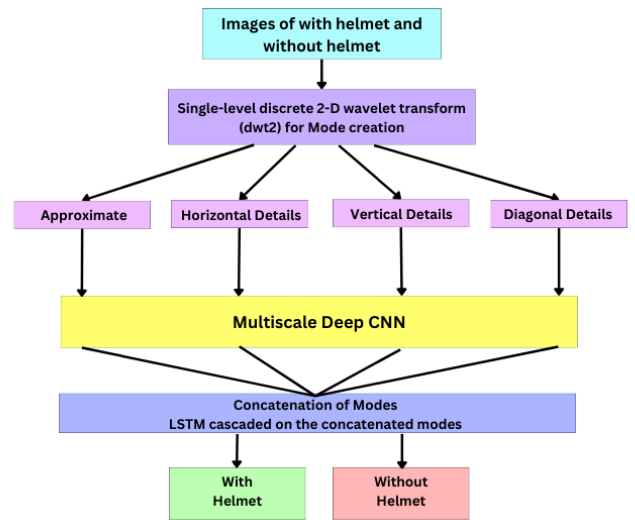 Images of with helmet and
without helmet
Single-level discrete 2-D wavelet transform
(dwt2) for Mode creation
Approximate
Horizontal Details
Vertical Details
Diagonal Details
Multiscale Deep CNN
Concatenation of Modes
LSTM cascaded on the concatenated modes
With
Helmet
Without
Helmet